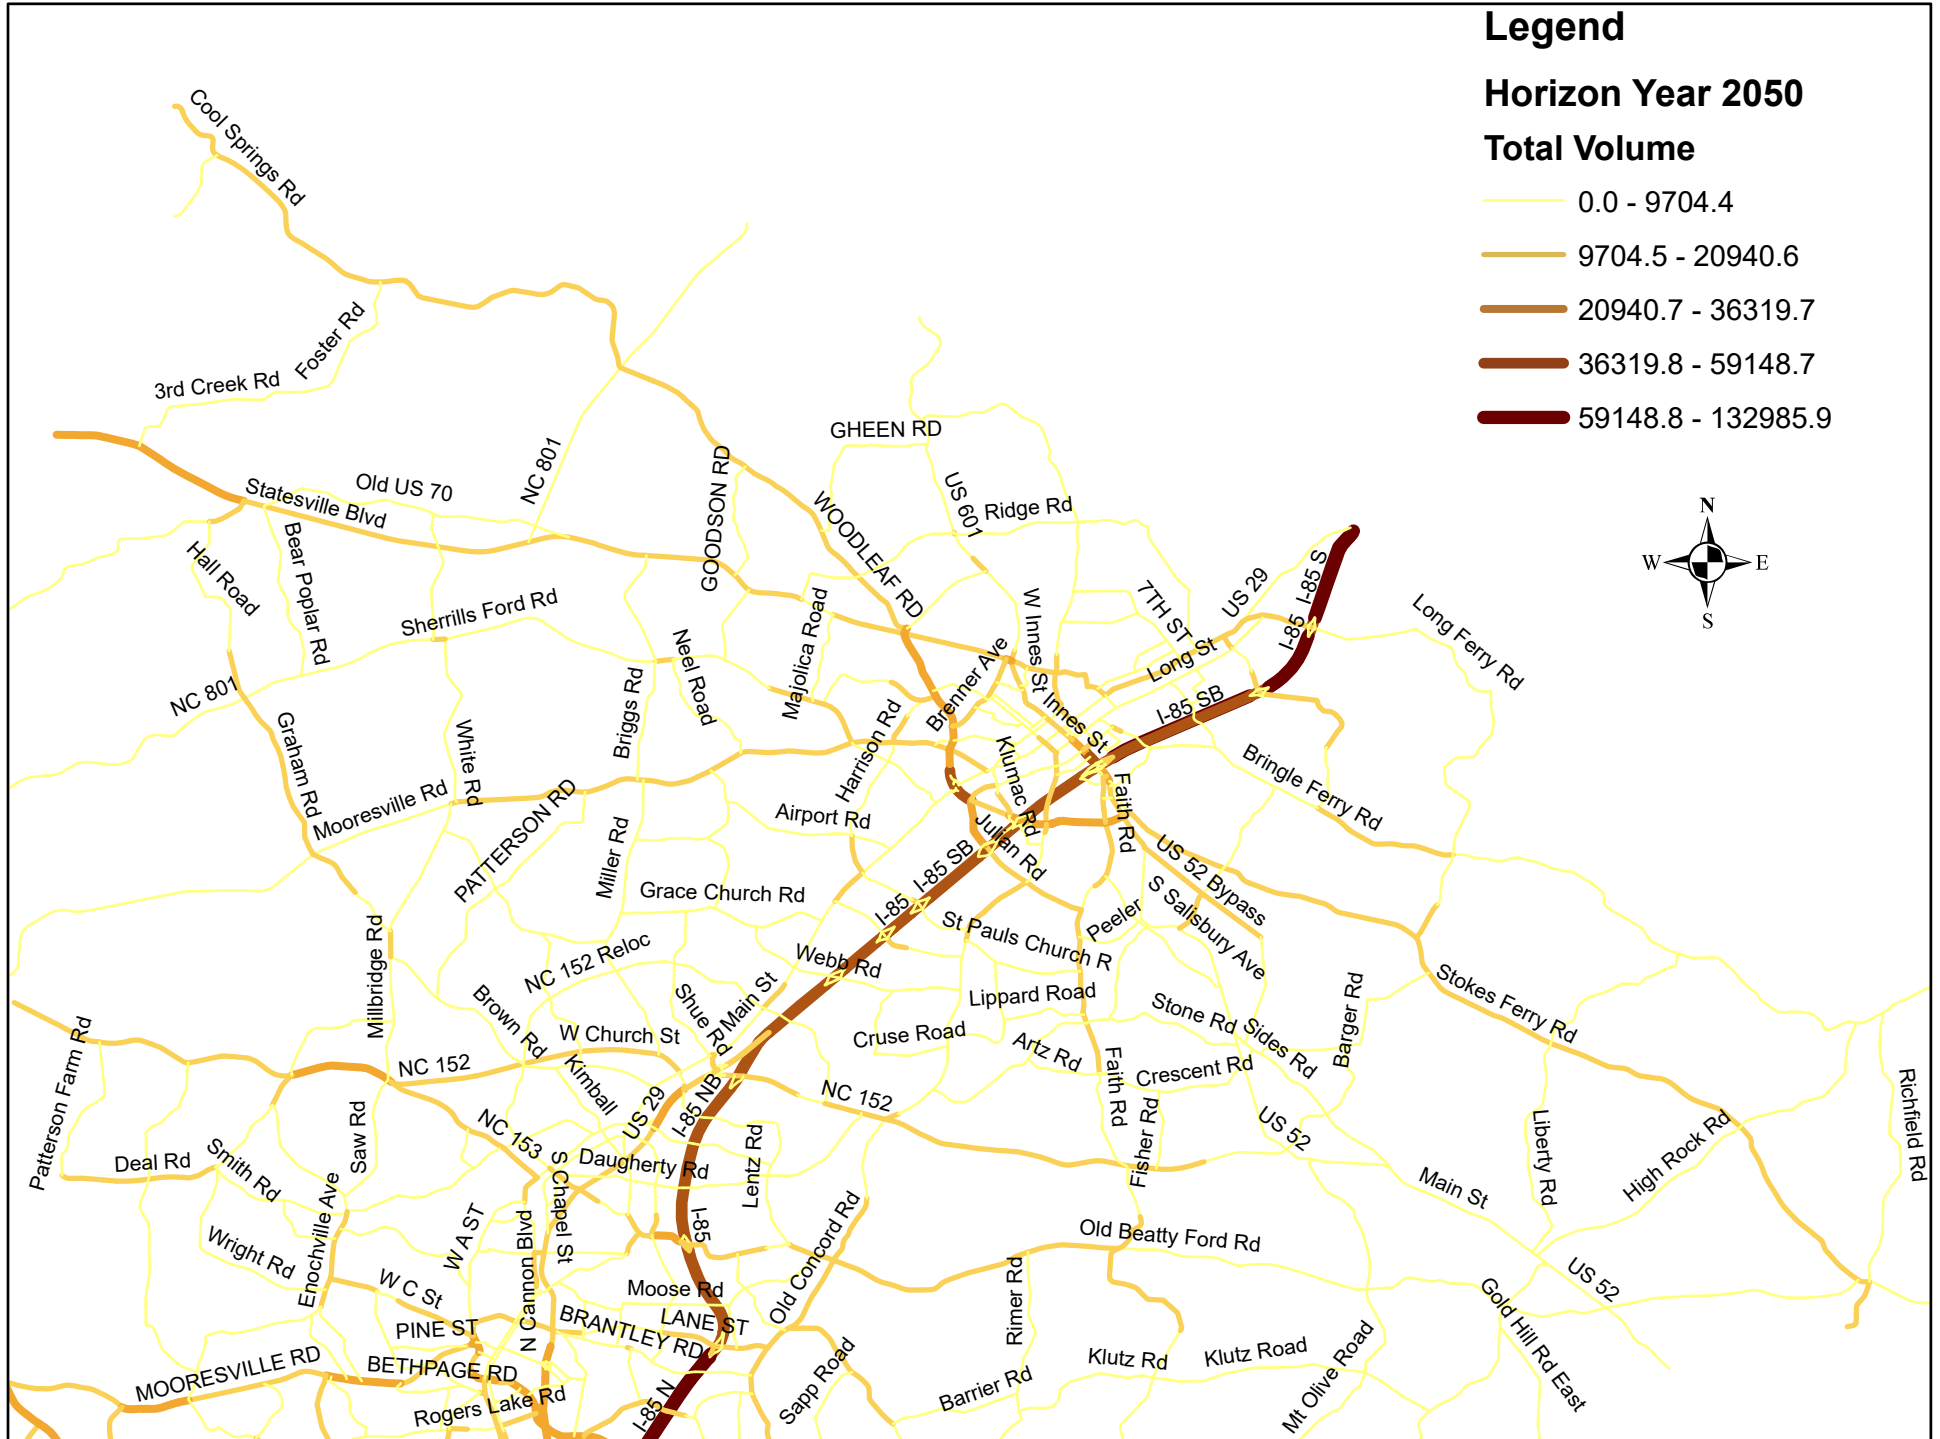 Legend
Horizon Year 2050
Total Volume
0.0 - 9704.4
9704.5 - 20940.6
20940.7 - 36319.7
36319.8 - 59148.7
59148.8 - 132985.9
N
W
E
S
Cool Springs Rd
Foster Rd
3rd Creek Rd
GHEEN RD
NC 801
Old US 70
Statesville Blvd
GOODSON RD
US 601
Ridge Rd
WOODLEAF RD
Hall Road
Bear Poplar Rd
Sherrills Ford Rd
Majolica Road
W Innes St
7TH ST
US 29
I-85 S
I-85
Long Ferry Rd
Neel Road
Brenner Ave
Long St
NC 801
Briggs Rd
Innes St
I-85 SB
Graham Rd
White Rd
Harrison Rd
Klumac Rd
Bringle Ferry Rd
Mooresville Rd
PATTERSON RD
Airport Rd
Julian Rd
Faith Rd
Miller Rd
I-85 SB
I-85
US 52 Bypass
Grace Church Rd
S Salisbury Ave
Peeler
St Pauls Church R
Millbridge Rd
NC 152 Reloc
Webb Rd
Stokes Ferry Rd
Brown Rd
Shue Rd
Main St
Lippard Road
Stone Rd
Barger Rd
W Church St
Cruse Road
Artz Rd
Sides Rd
Patterson Farm Rd
NC 152
Kimball
US 29
I-85 NB
NC 152
Faith Rd
Crescent Rd
Richfield Rd
Saw Rd
NC 153
Fisher Rd
US 52
Liberty Rd
High Rock Rd
Deal Rd
Smith Rd
S Chapel St
Daugherty Rd
Lentz Rd
Main St
Enochville Ave
W A ST
N Cannon Blvd
I-85
Old Concord Rd
Old Beatty Ford Rd
Wright Rd
W C St
Moose Rd
Rimer Rd
US 52
Gold Hill Rd East
PINE ST
BRANTLEY RD
LANE ST
MOORESVILLE RD
BETHPAGE RD
Sapp Road
Klutz Rd
Klutz Road
Mt Olive Road
Rogers Lake Rd
I-85 N
Barrier Rd